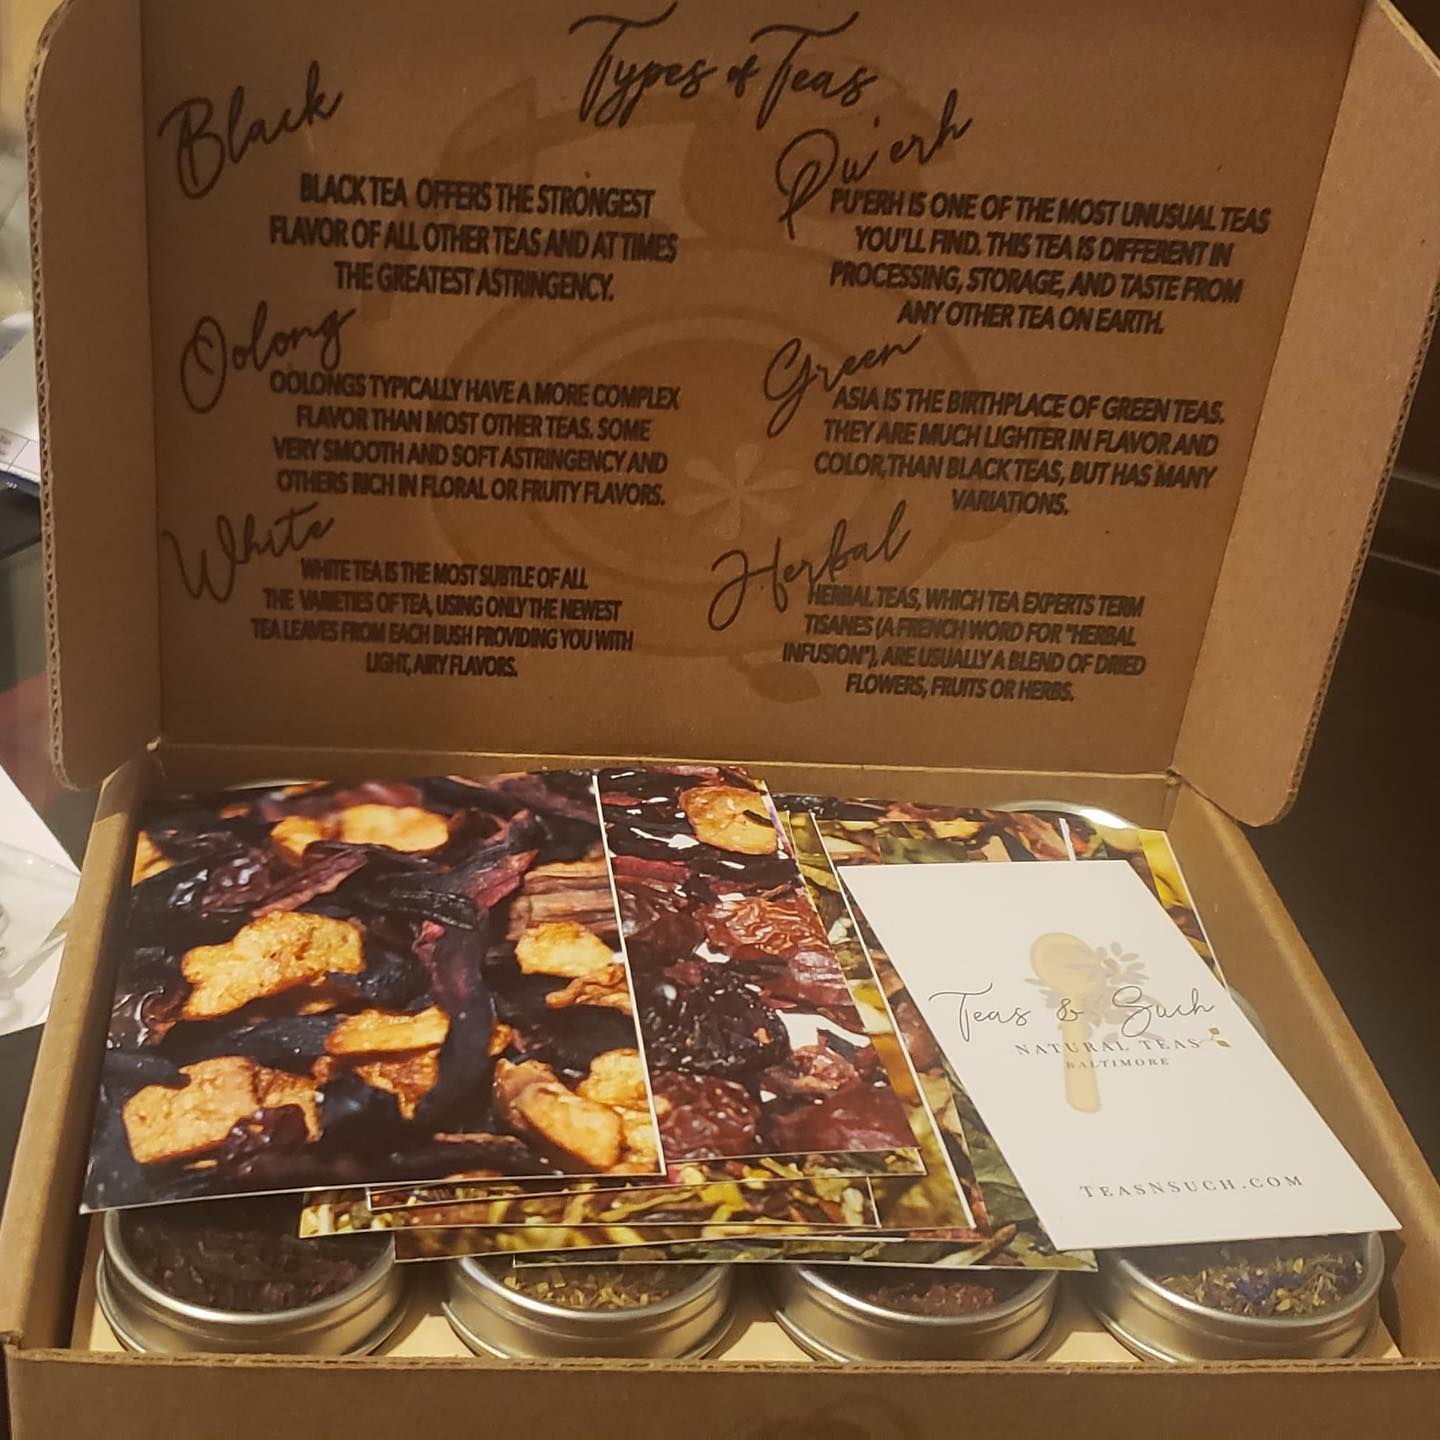 Types of Teas
Black
BLACK TEA OFFERS THE STRONGEST
FLAVOR OF ALL OTHER TEAS AND AT TIMES
THE GREATEST ASTRINGENCY.
Oolong
OOLONGS TYPICALLY HAVE A MORE COMPLEX
FLAVOR THAN MOST OTHER TEAS. SOME
VERY SMOOTH AND SOFT ASTRINGENCY AND
OTHERS RICH IN FLORAL OR FRUITY FLAVORS.
White
WHITE TEA IS THE MOST SUBTLE OF ALL
THE VARIETIES OF TEA, USING ONLY THE NEWEST
TEA LEAVES FROM EACH BUSH PROVIDING YOU WITH
LIGHT, AIRY FLAVORS.
Pu'erh
PU'ERH IS ONE OF THE MOST UNUSUAL TEAS
YOU'LL FIND. THIS TEA IS DIFFERENT IN
PROCESSING, STORAGE, AND TASTE FROM
ANY OTHER TEA ON EARTH.
Green
ASIA IS THE BIRTHPLACE OF GREEN TEAS.
THEY ARE MUCH LIGHTER IN FLAVOR AND
COLOR, THAN BLACK TEAS, BUT HAS MANY
VARIATIONS.
Herbal
HERBAL TEAS, WHICH TEA EXPERTS TERM
TISANES (A FRENCH WORD FOR "HERBAL
INFUSION"), ARE USUALLY A BLEND OF DRIED
FLOWERS, FRUITS OR HERBS.
Teas & Such
NATURAL TEAS
BALTIMORE
TEASNSUCH.COM